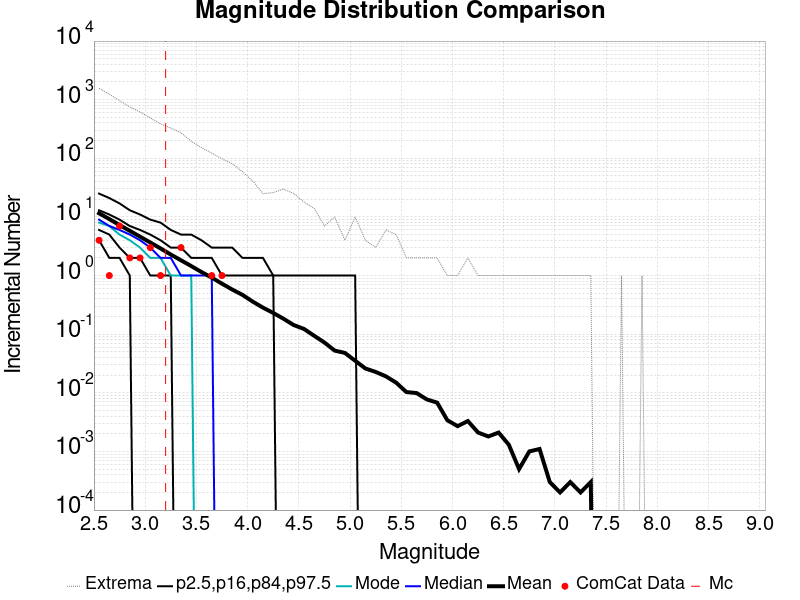 Magnitude Distribution Comparison
Incremental Number
10^4
10^3
10^2
10^1
10^0
10^-1
10^-2
10^-3
10^-4
2.5 3.0 3.5 4.0 4.5 5.0 5.5 6.0 6.5 7.0 7.5 8.0 8.5 9.0
Magnitude
Extrema p2.5,p16,p84,p97.5 Mode Median Mean ComCat Data Mc